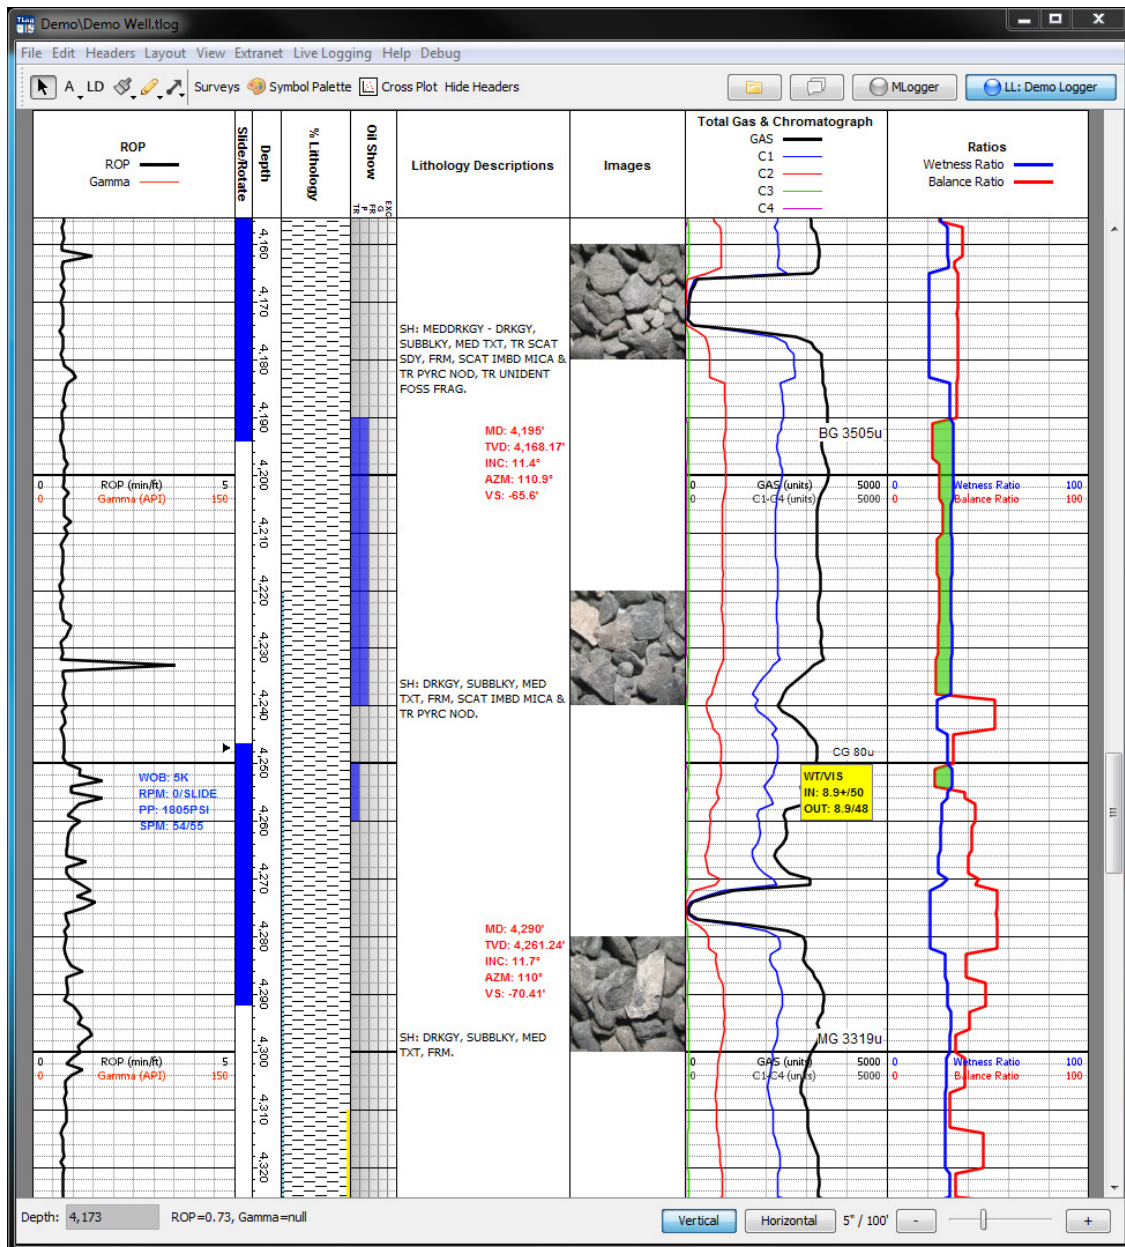 TLog
Demo\Demo Well.tlog
File Edit Headers Layout View Extranet Live Logging Help Debug
A LD Surveys Symbol Palette Cross Plot Hide Headers MLogger LL: Demo Logger
ROP
ROP
Gamma
Slide/Rotate
Depth
% Lithology
Oil Show
TR
P
FR
G
EXC
Lithology Descriptions
Images
Total Gas & Chromatograph
GAS
C1
C2
C3
C4
Ratios
Wetness Ratio
Balance Ratio
4,160
4,170
4,180
4,190
4,200
4,210
4,220
4,230
4,240
4,250
4,260
4,270
4,280
4,290
4,300
4,310
4,320
SH: MEDDRKGY - DRKGY,
SUBBLKY, MED TXT, TR SCAT
SDY, FRM, SCAT IMBD MICA &
TR PYRC NOD, TR UNIDENT
FOSS FRAG.
MD: 4,195'
TVD: 4,168.17'
INC: 11.4°
AZM: 110.9°
VS: -65.6'
BG 3505u
0 ROP (min/ft) 5
0 Gamma (API) 150
0 GAS (units) 5000
0 C1-C4 (units) 5000
0 Wetness Ratio 100
0 Balance Ratio 100
SH: DRKGY, SUBBLKY, MED
TXT, FRM, SCAT IMBD MICA &
TR PYRC NOD.
CG 80u
WOB: 5K
RPM: 0/SLIDE
PP: 1805PSI
SPM: 54/55
WT/VIS
IN: 8.9+/50
OUT: 8.9/48
MD: 4,290'
TVD: 4,261.24'
INC: 11.7°
AZM: 110°
VS: -70.41'
SH: DRKGY, SUBBLKY, MED
TXT, FRM.
MG 3319u
0 ROP (min/ft) 5
0 Gamma (API) 150
0 GAS (units) 5000
0 C1-C4 (units) 5000
0 Wetness Ratio 100
0 Balance Ratio 100
Depth: 4,173 ROP=0.73, Gamma=null Vertical Horizontal 5" / 100' - +